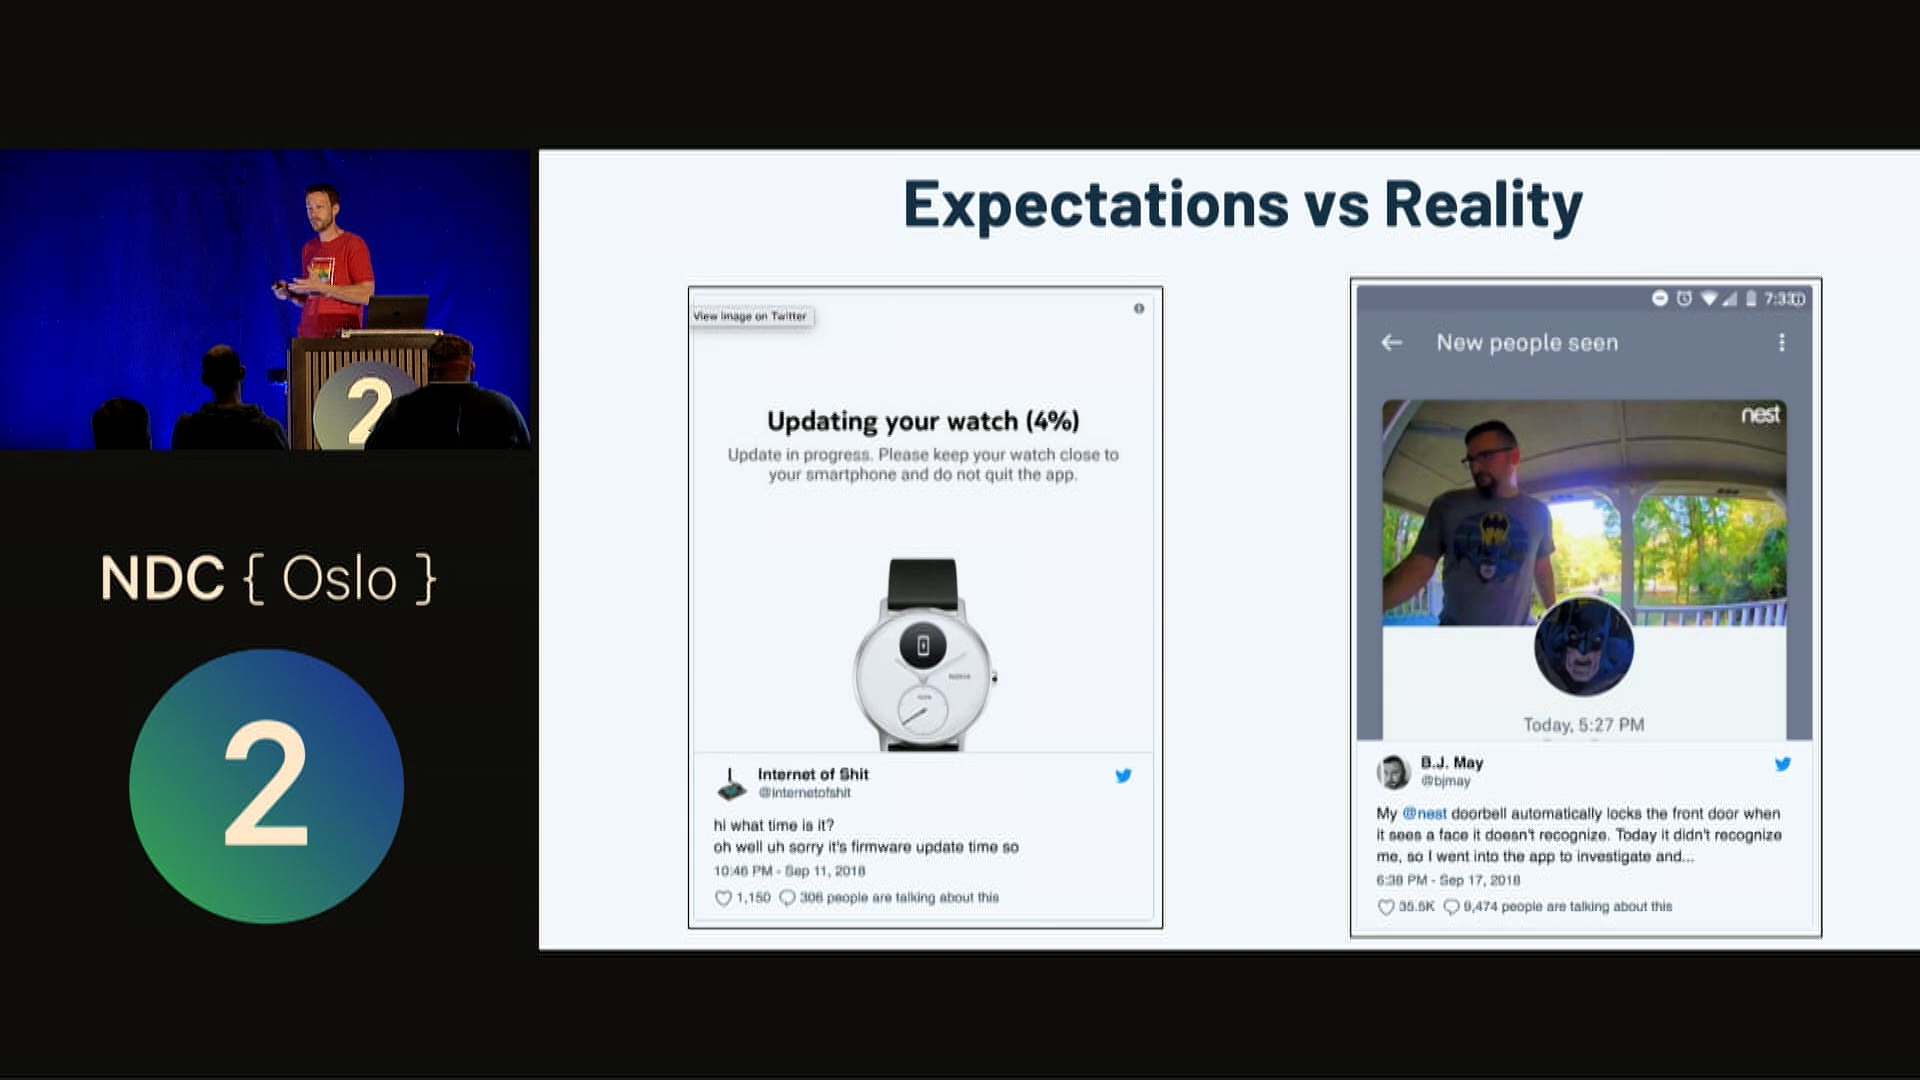 Expectations vs Reality
View image on Twitter
Updating your watch (4%)
Update in progress. Please keep your watch close to
your smartphone and do not quit the app.
NOKIA
Internet of Shit
@internetofshit
hi what time is it?
oh well uh sorry it's firmware update time so
10:46 PM - Sep 11, 2018
1,150
306 people are talking about this
7:33
New people seen
nest
Today, 5:27 PM
B.J. May
@bjmay
My @nest doorbell automatically locks the front door when
it sees a face it doesn't recognize. Today it didn't recognize
me, so I went into the app to investigate and...
6:38 PM - Sep 17, 2018
35.5K
9,474 people are talking about this
2
NDC { Oslo }
2